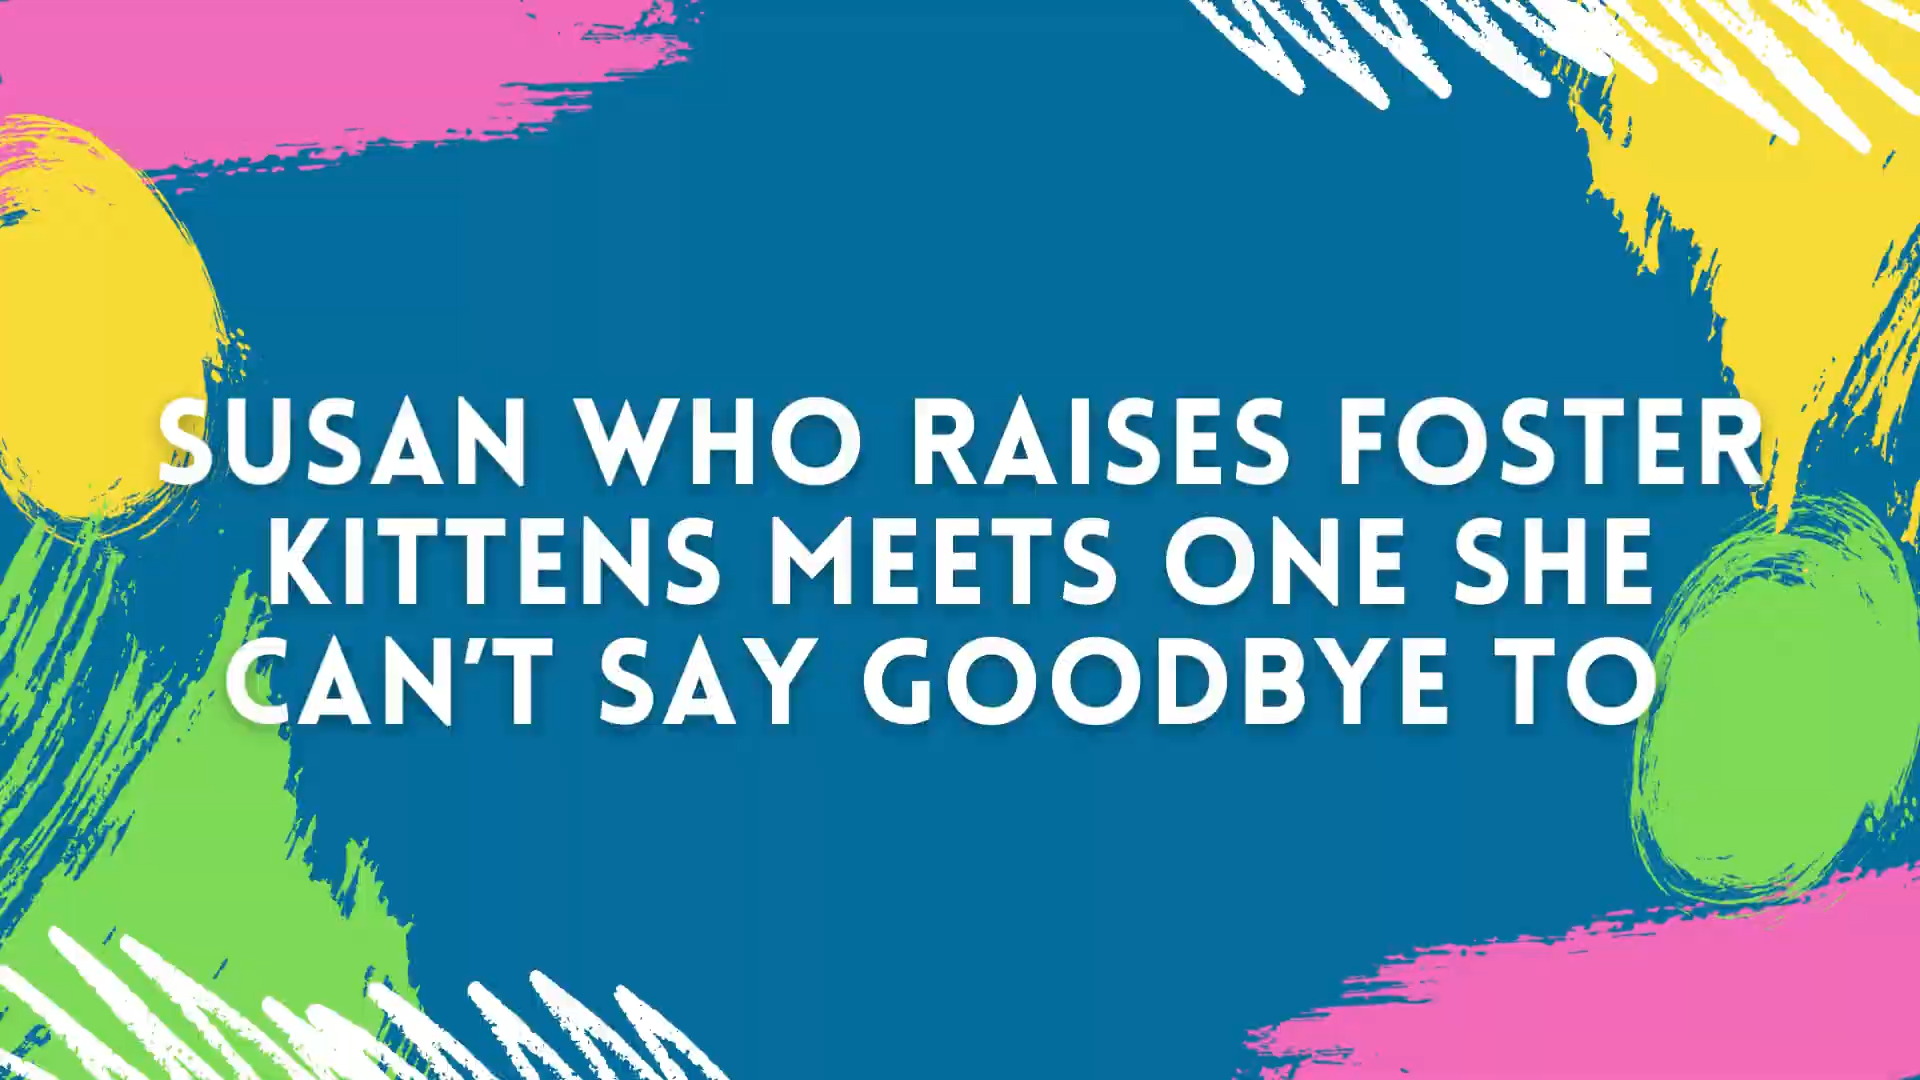 SUSAN WHO RAISES FOSTER
KITTENS MEETS ONE SHE
CAN'T SAY GOODBYE TO